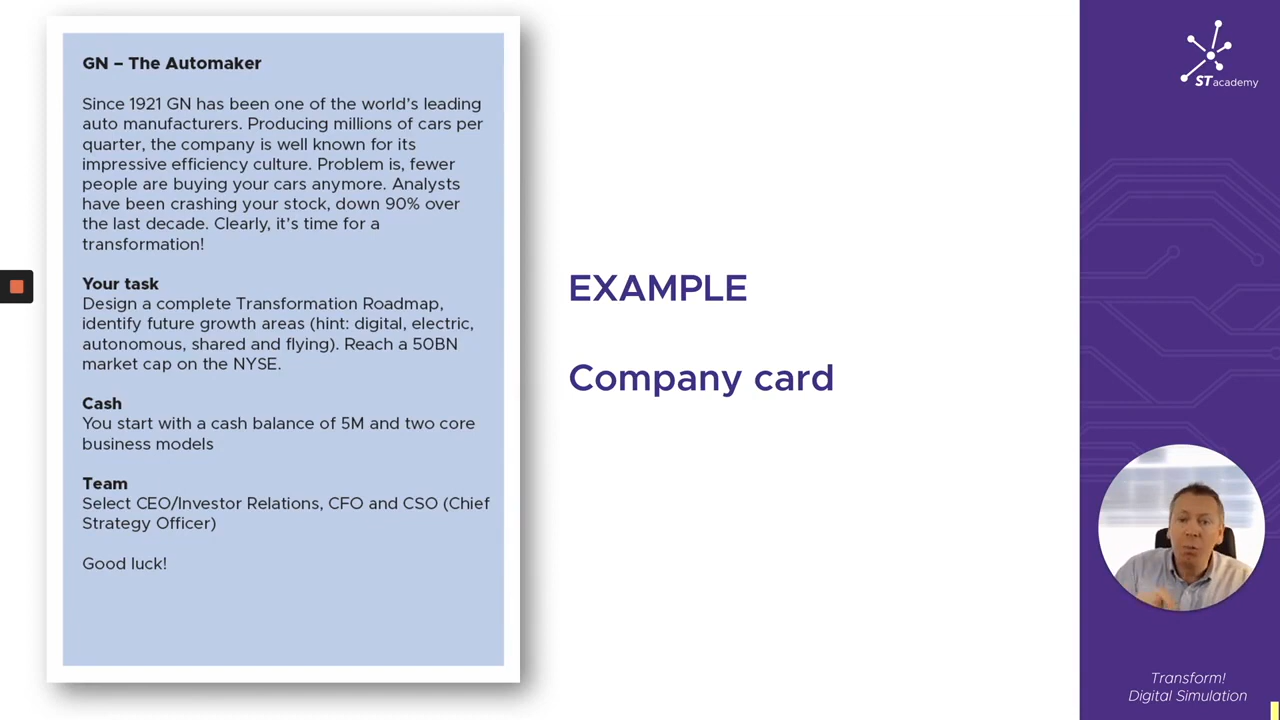 GN – The Automaker
Since 1921 GN has been one of the world's leading
auto manufacturers. Producing millions of cars per
quarter, the company is well known for its
impressive efficiency culture. Problem is, fewer
people are buying your cars anymore. Analysts
have been crashing your stock, down 90% over
the last decade. Clearly, it's time for a
transformation!
Your task
Design a complete Transformation Roadmap,
identify future growth areas (hint: digital, electric,
autonomous, shared and flying). Reach a 50BN
market cap on the NYSE.
Cash
You start with a cash balance of 5M and two core
business models
Team
Select CEO/Investor Relations, CFO and CSO (Chief
Strategy Officer)
Good luck!
EXAMPLE
Company card
STacademy
Transform!
Digital Simulation